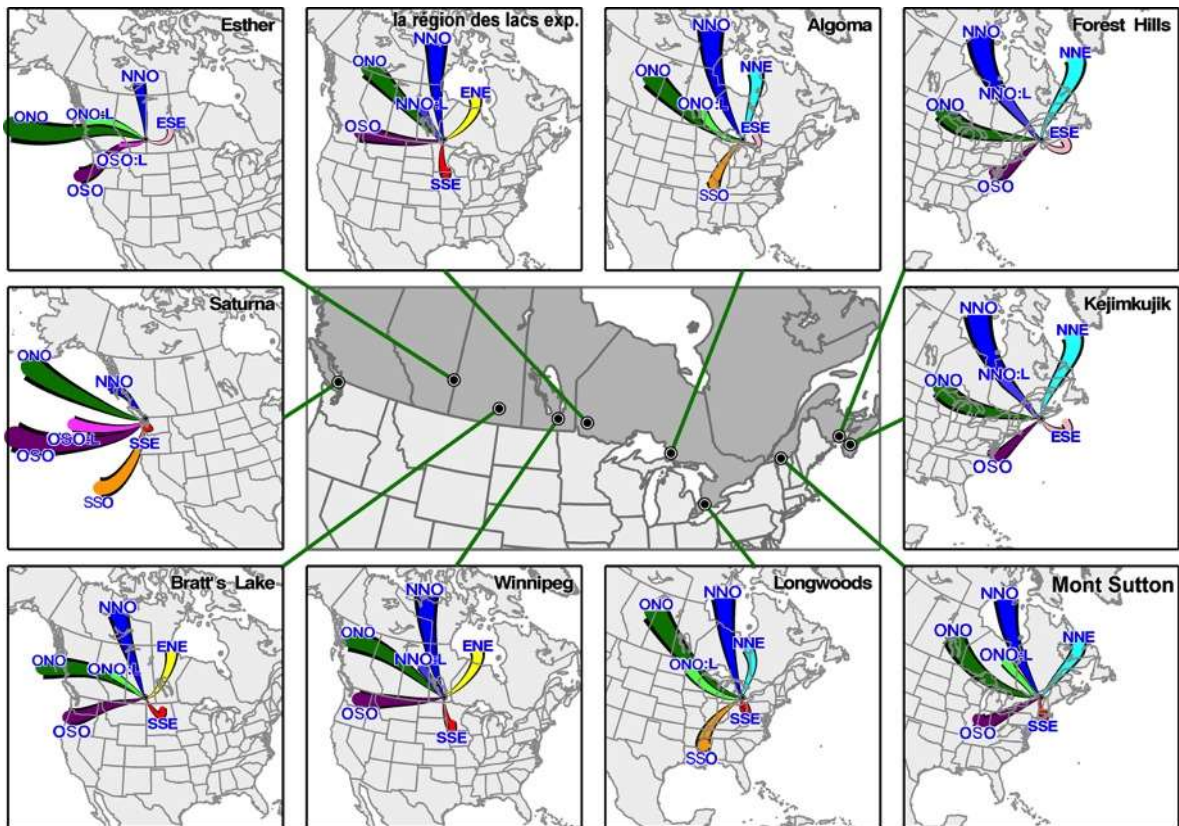 Esther
NNO
ONO
ONO:L
ESE
OSO:L
OSO
la région des lacs exp.
NNO
ONO
NNO:L
ENE
OSO
SSE
Algoma
NNO
NNE
ONO
ONO:L
ESE
SSO
Forest Hills
NNO
NNE
NNO:L
ONO
ESE
OSO
Saturna
ONO
NNO
OSO:L
SSE
OSO
SSO
Kejimkujik
NNO
NNE
NNO:L
ONO
ESE
OSO
Bratt's Lake
NNO
ENE
ONO
ONO:L
OSO
SSE
Winnipeg
NNO
ONO
ENE
NNO:L
OSO
SSE
Longwoods
NNO
ONO
NNE
ONO:L
SSE
SSO
Mont Sutton
NNO
ONO
NNE
ONO:L
OSO
SSE